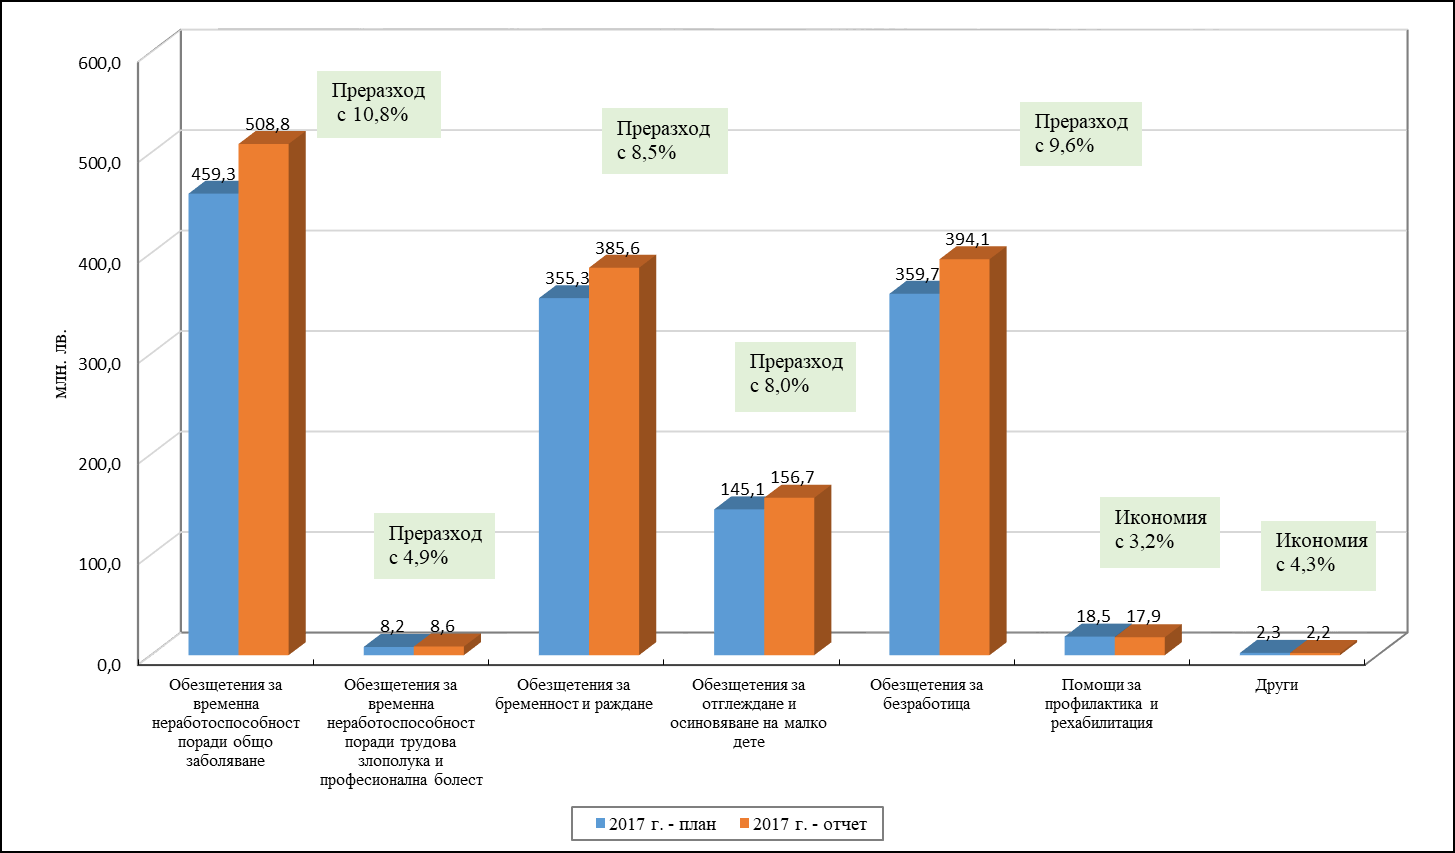 600,0
500,0
400,0
300,0
200,0
100,0
0,0
млн. лв.
Преразход
с 10,8%
Преразход
с 8,5%
Преразход
с 9,6%
Преразход
с 8,0%
Преразход
с 4,9%
Икономия
с 3,2%
Икономия
с 4,3%
459,3
508,8
8,2
8,6
355,3
385,6
145,1
156,7
359,7
394,1
18,5
17,9
2,3
2,2
Обезщетения за
временна
неработоспособност
поради общо
заболяване
Обезщетения за
временна
неработоспособност
поради трудова
злополука и
професионална болест
Обезщетения за
бременност и раждане
Обезщетения за
отглеждане и
осиновяване на малко
дете
Обезщетения за
безработица
Помощи за
профилактика и
рехабилитация
Други
2017 г. - план
2017 г. - отчет